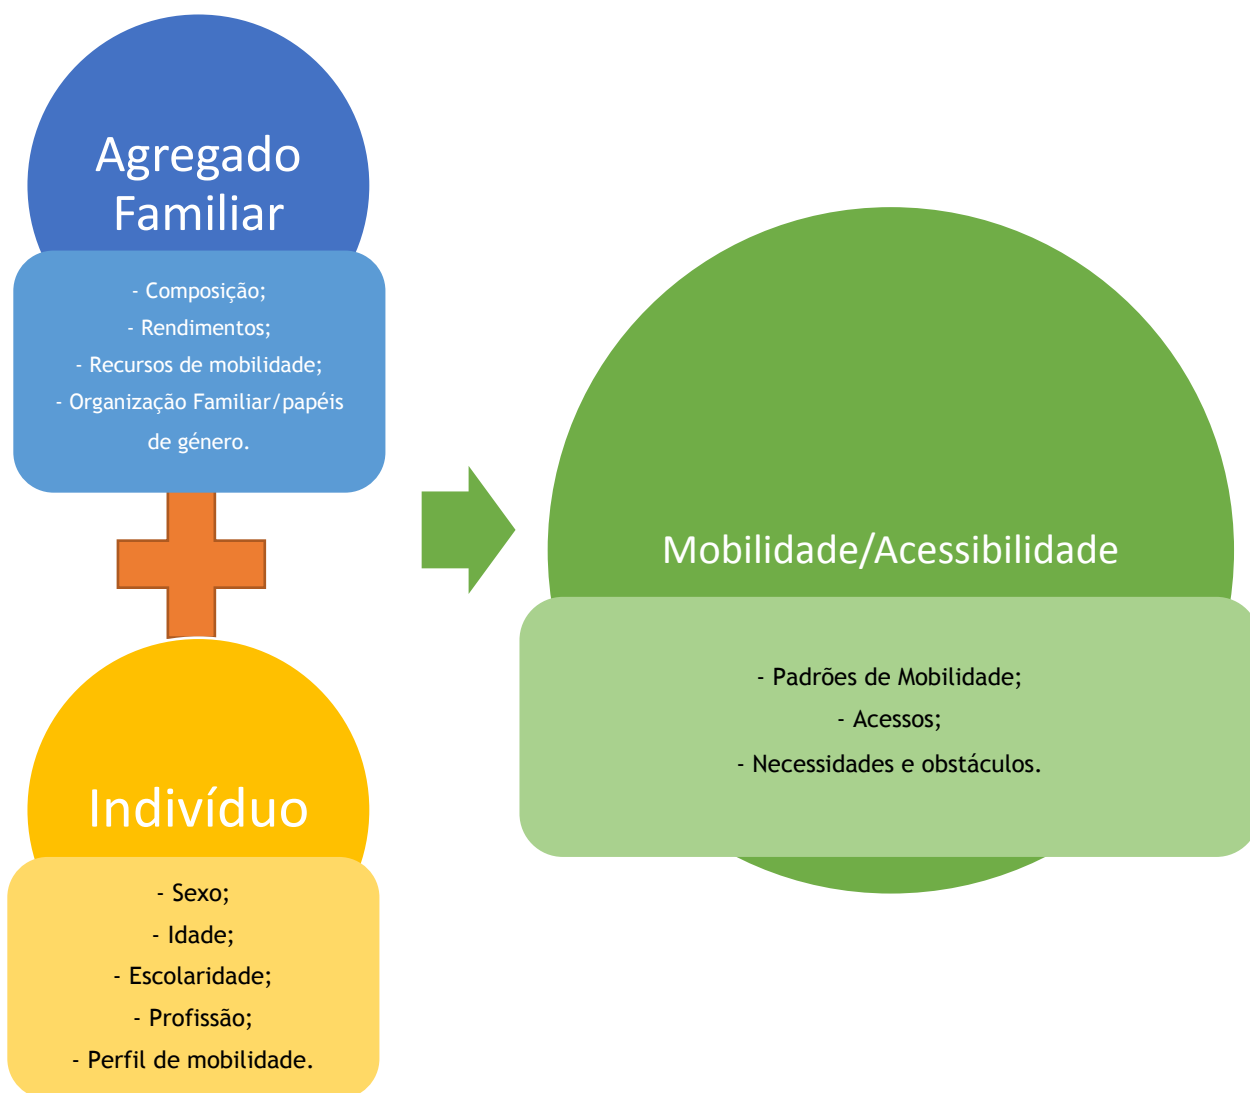 Agregado
Familiar
- Composição;
- Rendimentos;
- Recursos de mobilidade;
- Organização Familiar/papéis
de género.
Indivíduo
- Sexo;
- Idade;
- Escolaridade;
- Profissão;
- Perfil de mobilidade.
Mobilidade/Acessibilidade
- Padrões de Mobilidade;
- Acessos;
- Necessidades e obstáculos.